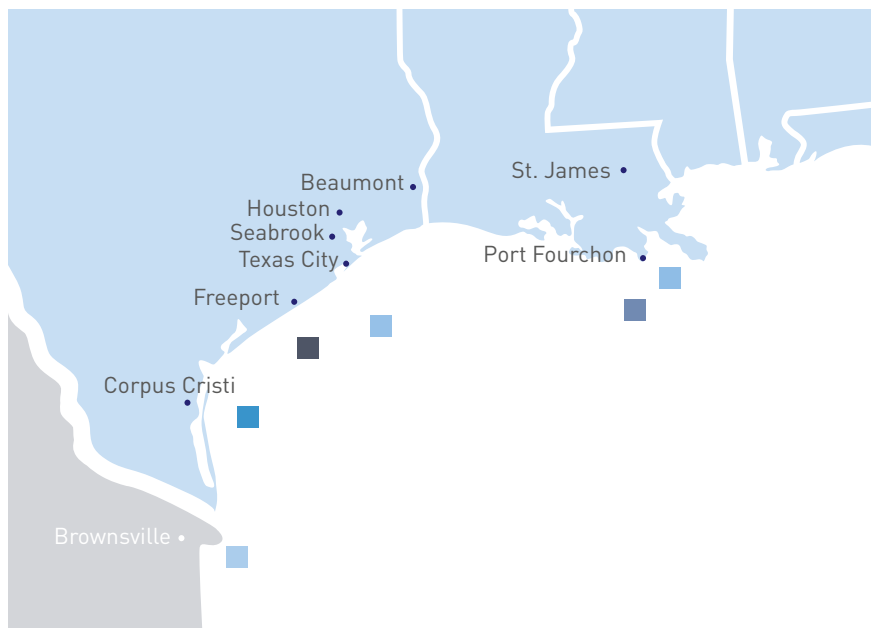 Beaumont
St. James
Houston
Seabrook
Texas City
Port Fourchon
Freeport
Corpus Cristi
Brownsville